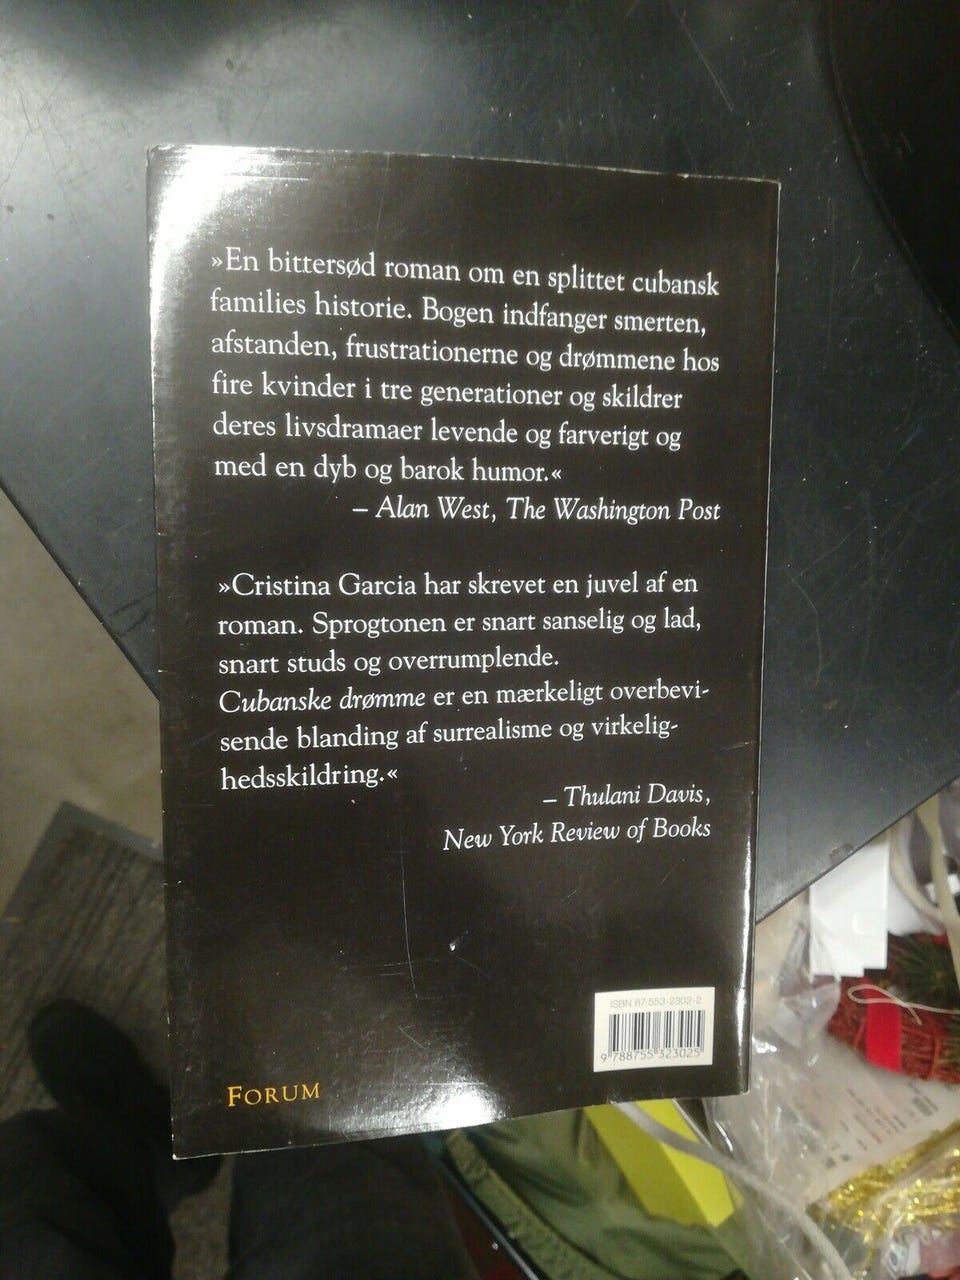 »En bittersød roman om en splittet cubansk
families historie. Bogen indfanger smerten,
afstanden, frustrationerne og drømmene hos
fire kvinder i tre generationer og skildrer
deres livsdramaer levende og farverigt og
med en dyb og barok humor.«
– Alan West, The Washington Post
»Cristina Garcia har skrevet en juvel af en
roman. Sprogtonen er snart sanselig og lad,
snart studs og overrumplende.
Cubanske drømme er en mærkeligt overbevi-
sende blanding af surrealisme og virkelig-
hedsskildring.«
– Thulani Davis,
New York Review of Books
ISBN 87-553-2302-2
9 788755 323025
FORUM